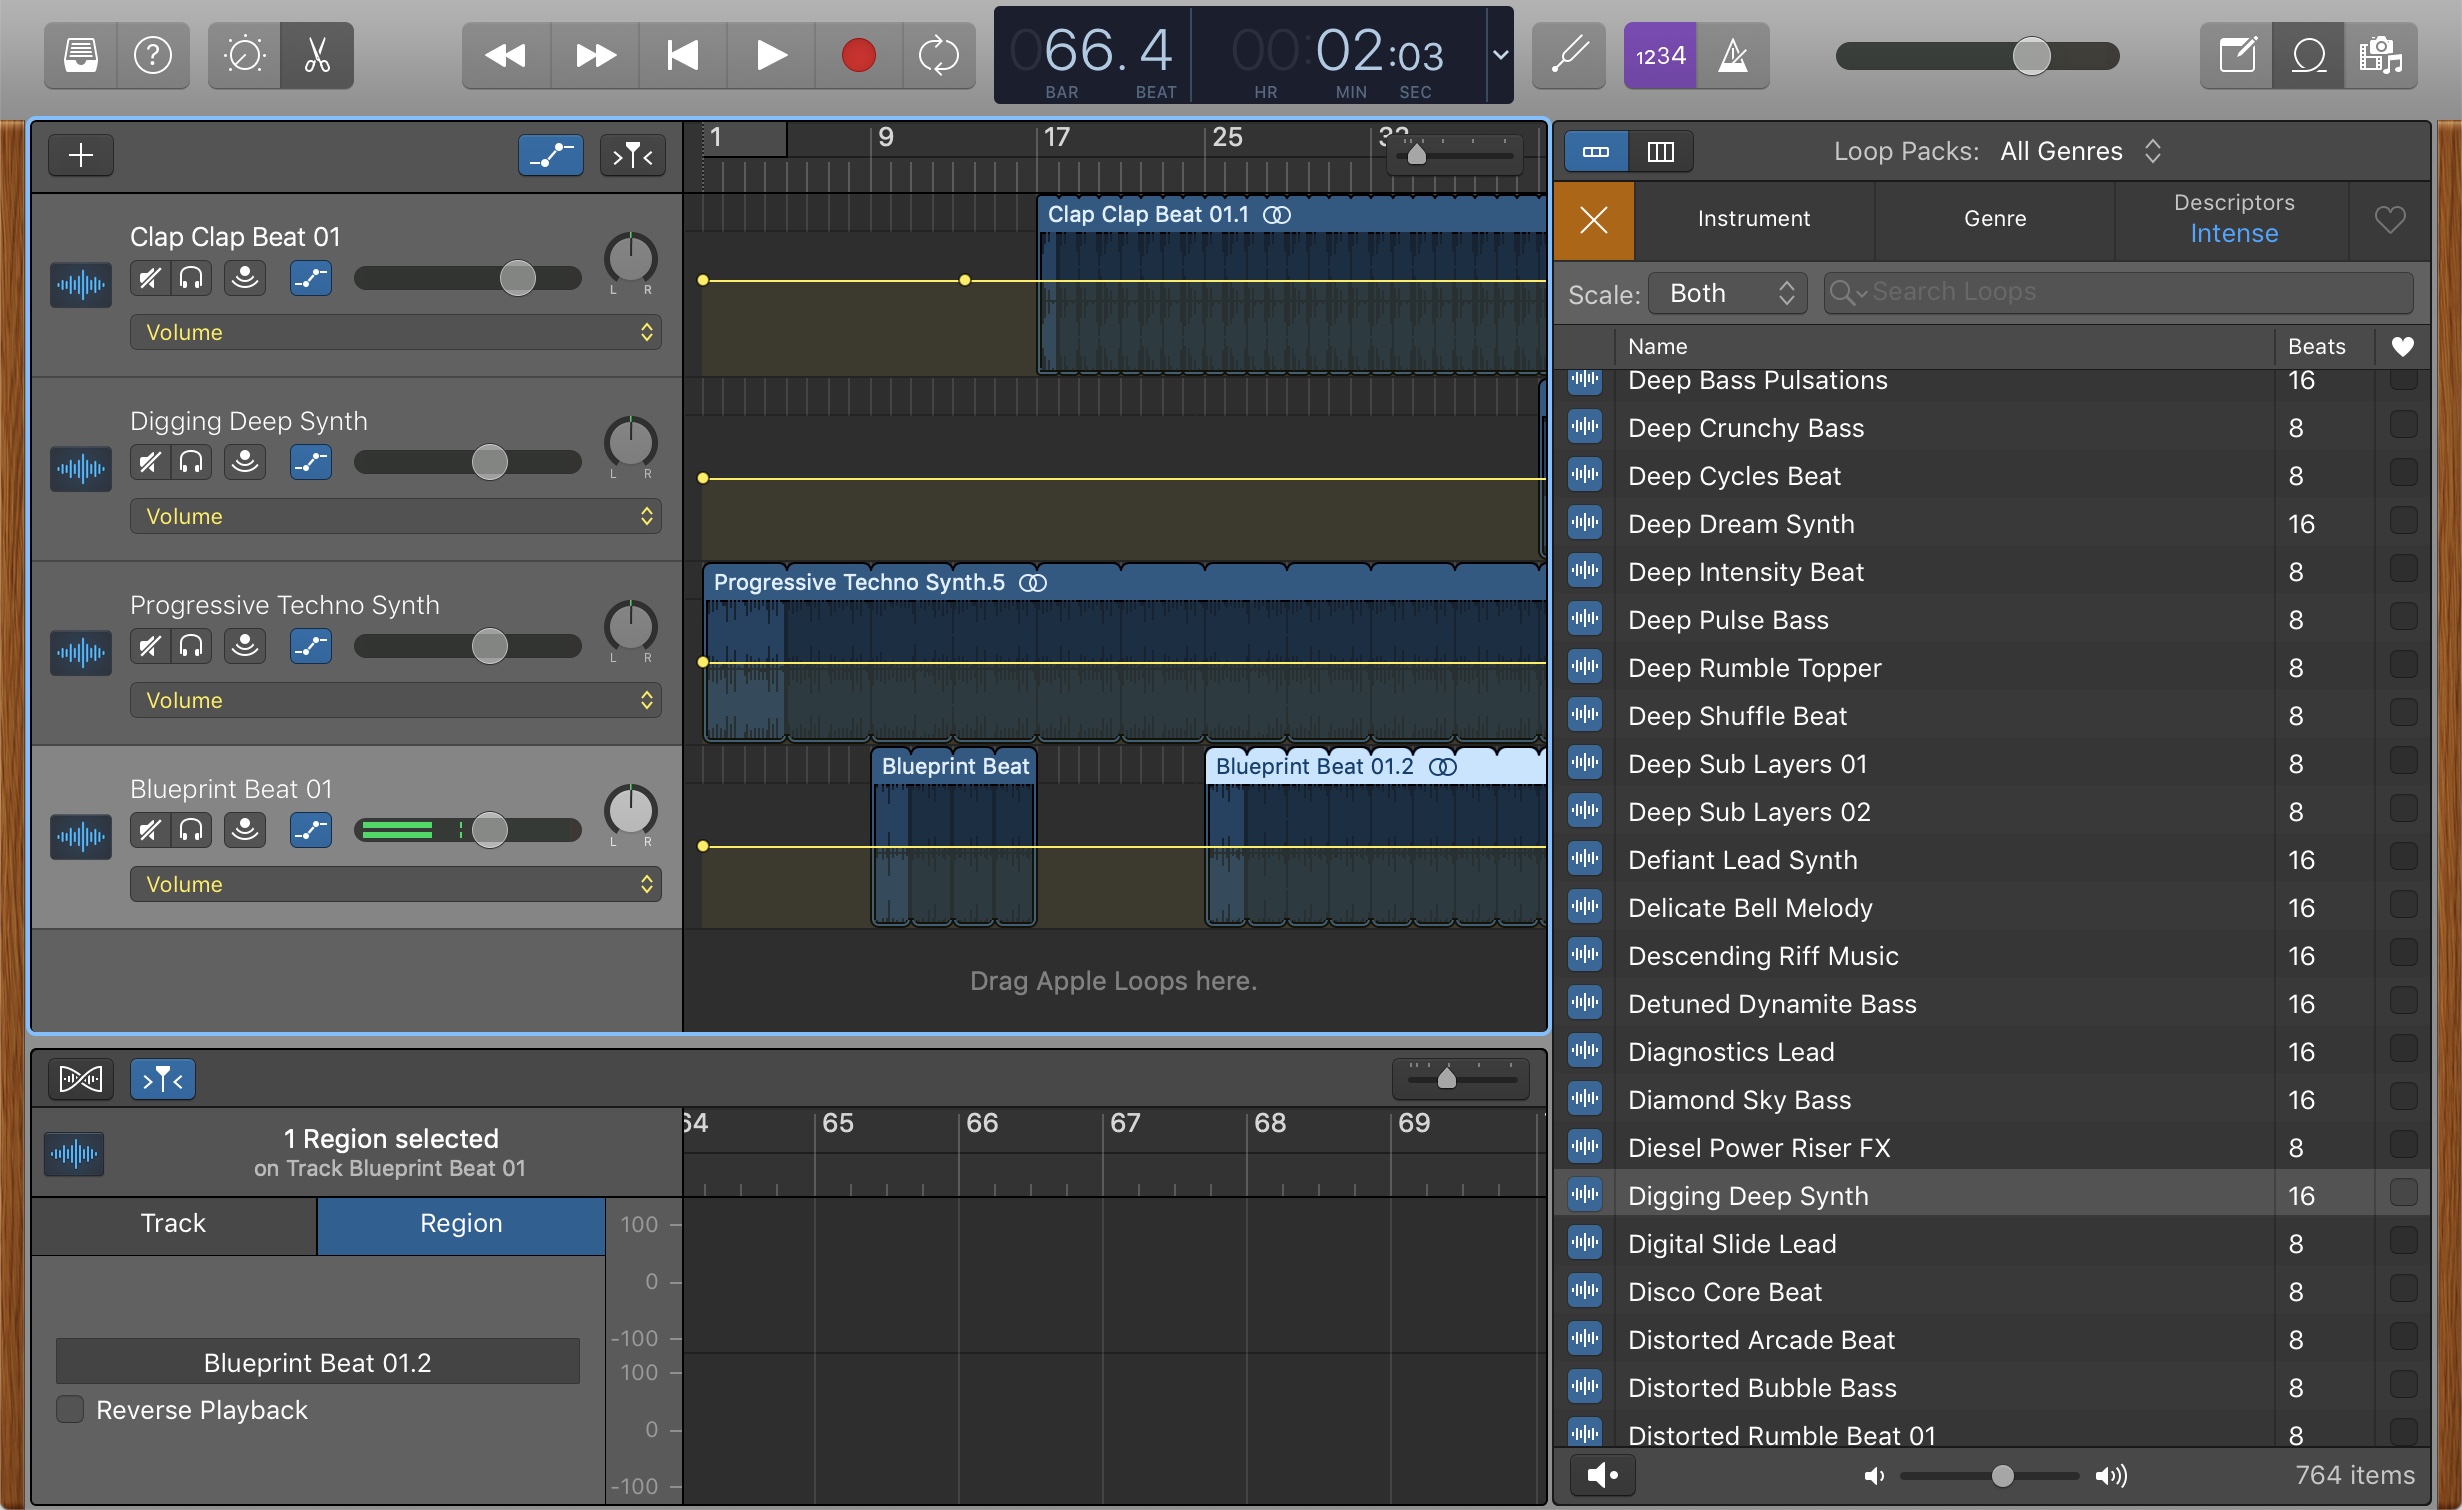 066. 4 00:02:03
BAR BEAT HR MIN SEC
1234
1 9 17 25
Loop Packs: All Genres
Instrument Genre Descriptors
Intense
Scale: Both Search Loops
Name Beats
Deep Bass Pulsations 16
Deep Crunchy Bass 8
Deep Cycles Beat 8
Deep Dream Synth 16
Deep Intensity Beat 8
Deep Pulse Bass 8
Deep Rumble Topper 8
Deep Shuffle Beat 8
Deep Sub Layers 01 8
Deep Sub Layers 02 8
Defiant Lead Synth 16
Delicate Bell Melody 16
Descending Riff Music 16
Detuned Dynamite Bass 16
Diagnostics Lead 16
Diamond Sky Bass 16
Diesel Power Riser FX 8
Digging Deep Synth 16
Digital Slide Lead 8
Disco Core Beat 8
Distorted Arcade Beat 8
Distorted Bubble Bass 8
Distorted Rumble Beat 01 8
764 items
Clap Clap Beat 01
L R
Volume
Clap Clap Beat 01.1
Digging Deep Synth
L R
Volume
Progressive Techno Synth
L R
Volume
Progressive Techno Synth.5
Blueprint Beat 01
L R
Volume
Blueprint Beat
Blueprint Beat 01.2
Drag Apple Loops here.
64 65 66 67 68 69
1 Region selected
on Track Blueprint Beat 01
Track Region
100
0
-100
100
0
-100
Blueprint Beat 01.2
Reverse Playback